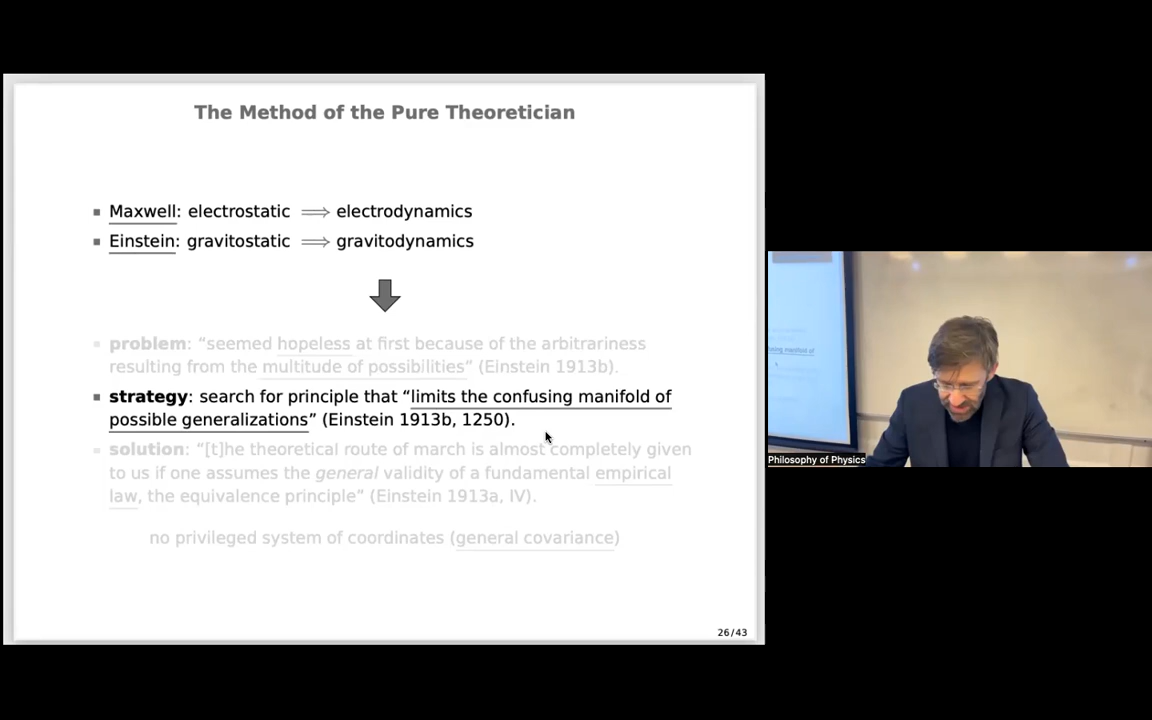 The Method of the Pure Theoretician
▪ Maxwell: electrostatic ⟹ electrodynamics
▪ Einstein: gravitostatic ⟹ gravitodynamics
▪ problem: “seemed hopeless at first because of the arbitrariness
resulting from the multitude of possibilities” (Einstein 1913b).
▪ strategy: search for principle that “limits the confusing manifold of
possible generalizations” (Einstein 1913b, 1250).
▪ solution: “[t]he theoretical route of march is almost completely given
to us if one assumes the general validity of a fundamental empirical
law, the equivalence principle” (Einstein 1913a, IV).
no privileged system of coordinates (general covariance)
26/43
Philosophy of Physics